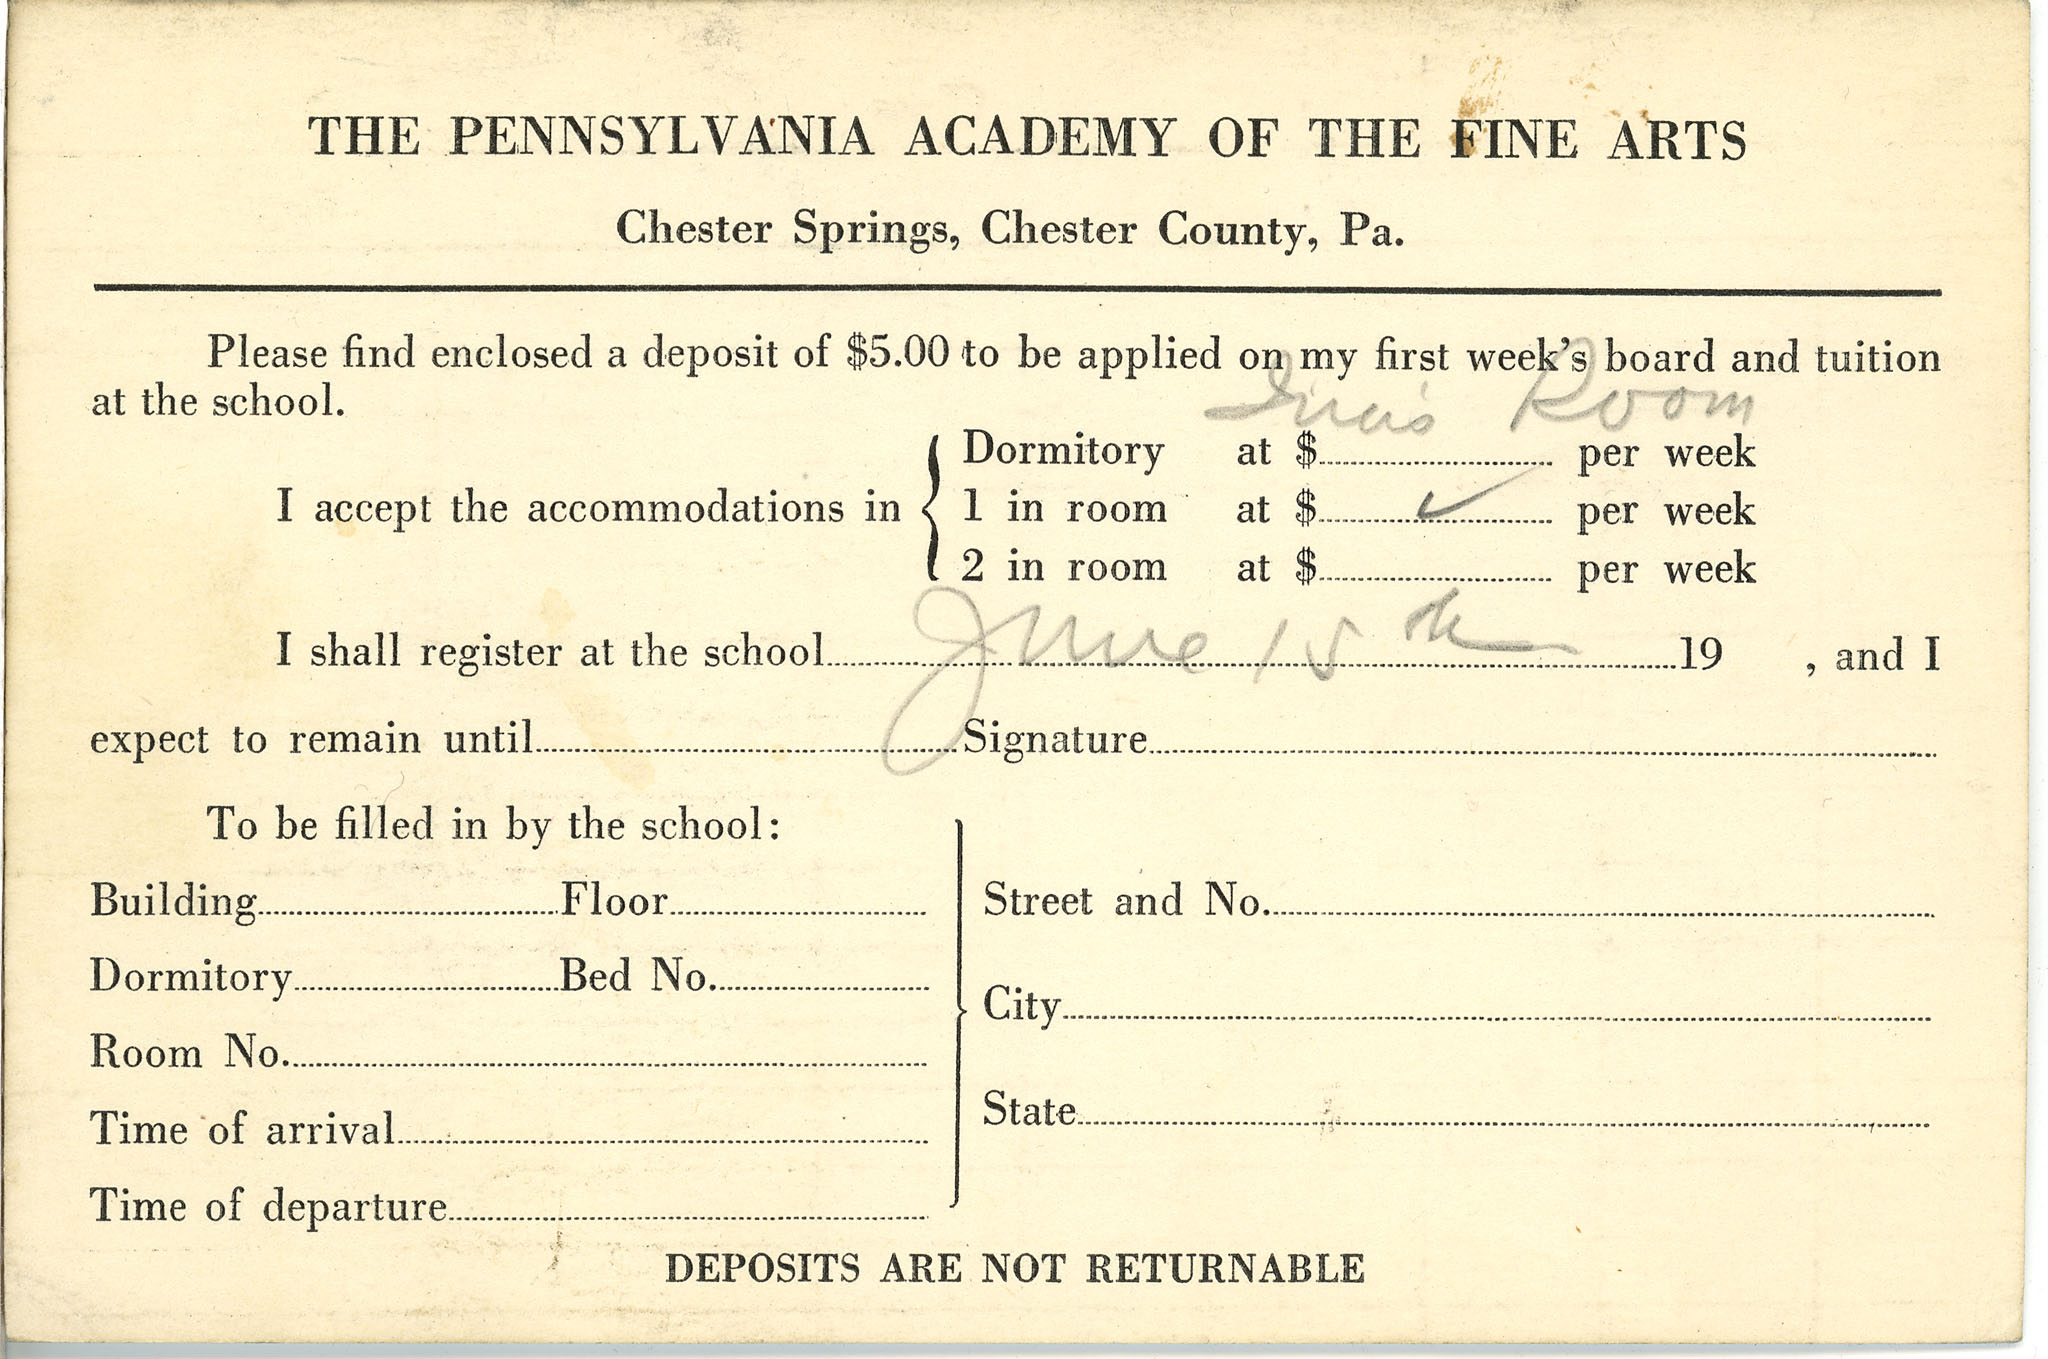 THE PENNSYLVANIA ACADEMY OF THE FINE ARTS
Chester Springs, Chester County, Pa.
Please find enclosed a deposit of $5.00 to be applied on my first week's board and tuition
at the school.
Room
I accept the accommodations in
Dormitory at $ per week
1 in room at $ ✓ per week
2 in room at $ per week
I shall register at the school June 15th 19 , and I
expect to remain until Signature
To be filled in by the school:
Building Floor
Dormitory Bed No.
Room No.
Time of arrival
Time of departure
Street and No.
City
State
DEPOSITS ARE NOT RETURNABLE